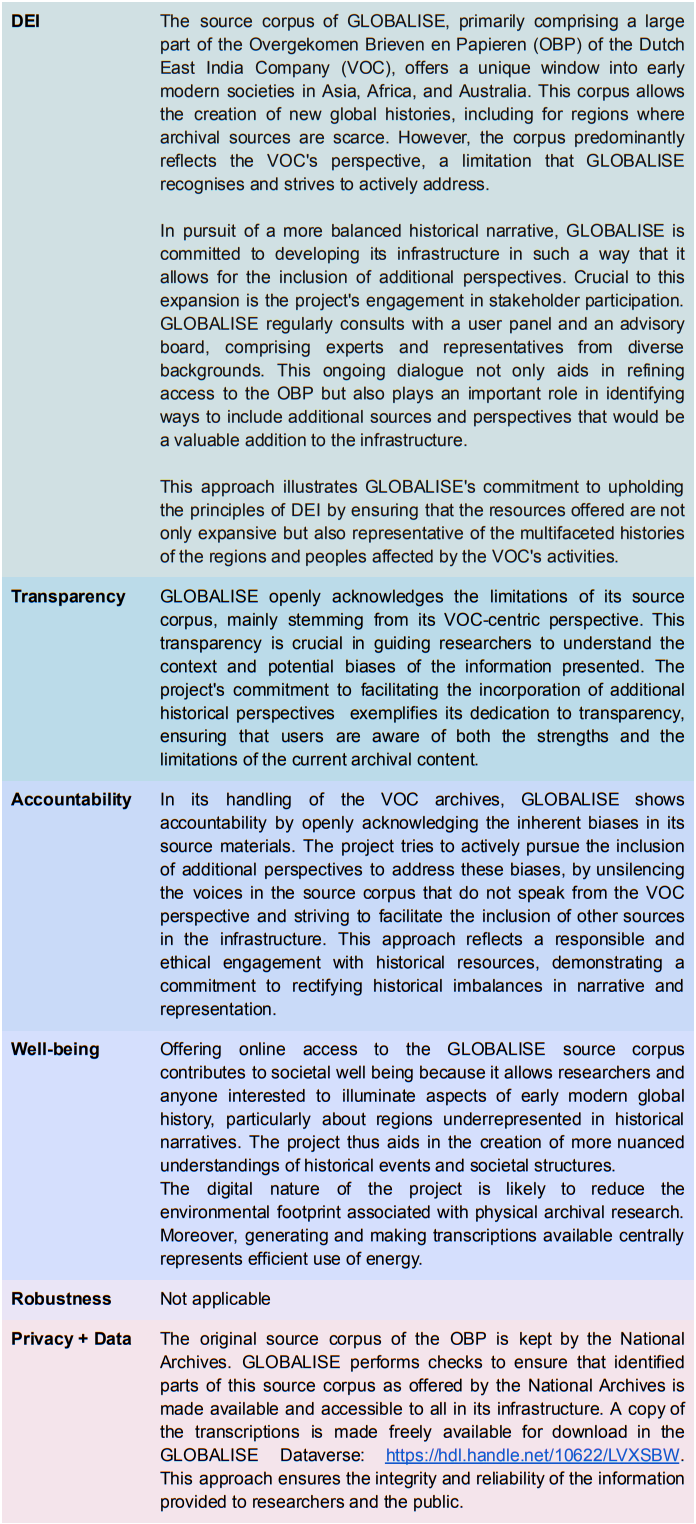 DEI
The source corpus of GLOBALISE, primarily comprising a large
part of the Overgekomen Brieven en Papieren (OBP) of the Dutch
East India Company (VOC), offers a unique window into early
modern societies in Asia, Africa, and Australia. This corpus allows
the creation of new global histories, including for regions where
archival sources are scarce. However, the corpus predominantly
reflects the VOC's perspective, a limitation that GLOBALISE
recognises and strives to actively address.
In pursuit of a more balanced historical narrative, GLOBALISE is
committed to developing its infrastructure in such a way that it
allows for the inclusion of additional perspectives. Crucial to this
expansion is the project's engagement in stakeholder participation.
GLOBALISE regularly consults with a user panel and an advisory
board, comprising experts and representatives from diverse
backgrounds. This ongoing dialogue not only aids in refining
access to the OBP but also plays an important role in identifying
ways to include additional sources and perspectives that would be
a valuable addition to the infrastructure.
This approach illustrates GLOBALISE's commitment to upholding
the principles of DEI by ensuring that the resources offered are not
only expansive but also representative of the multifaceted histories
of the regions and peoples affected by the VOC's activities.
Transparency
GLOBALISE openly acknowledges the limitations of its source
corpus, mainly stemming from its VOC-centric perspective. This
transparency is crucial in guiding researchers to understand the
context and potential biases of the information presented. The
project's commitment to facilitating the incorporation of additional
historical perspectives exemplifies its dedication to transparency,
ensuring that users are aware of both the strengths and the
limitations of the current archival content.
Accountability
In its handling of the VOC archives, GLOBALISE shows
accountability by openly acknowledging the inherent biases in its
source materials. The project tries to actively pursue the inclusion
of additional perspectives to address these biases, by unsilencing
the voices in the source corpus that do not speak from the VOC
perspective and striving to facilitate the inclusion of other sources
in the infrastructure. This approach reflects a responsible and
ethical engagement with historical resources, demonstrating a
commitment to rectifying historical imbalances in narrative and
representation.
Well-being
Offering online access to the GLOBALISE source corpus
contributes to societal well being because it allows researchers and
anyone interested to illuminate aspects of early modern global
history, particularly about regions underrepresented in historical
narratives. The project thus aids in the creation of more nuanced
understandings of historical events and societal structures.
The digital nature of the project is likely to reduce the
environmental footprint associated with physical archival research.
Moreover, generating and making transcriptions available centrally
represents efficient use of energy.
Robustness
Not applicable
Privacy + Data
The original source corpus of the OBP is kept by the National
Archives. GLOBALISE performs checks to ensure that identified
parts of this source corpus as offered by the National Archives is
made available and accessible to all in its infrastructure. A copy of
the transcriptions is made freely available for download in the
GLOBALISE Dataverse: https://hdl.handle.net/10622/LVXSBW.
This approach ensures the integrity and reliability of the information
provided to researchers and the public.